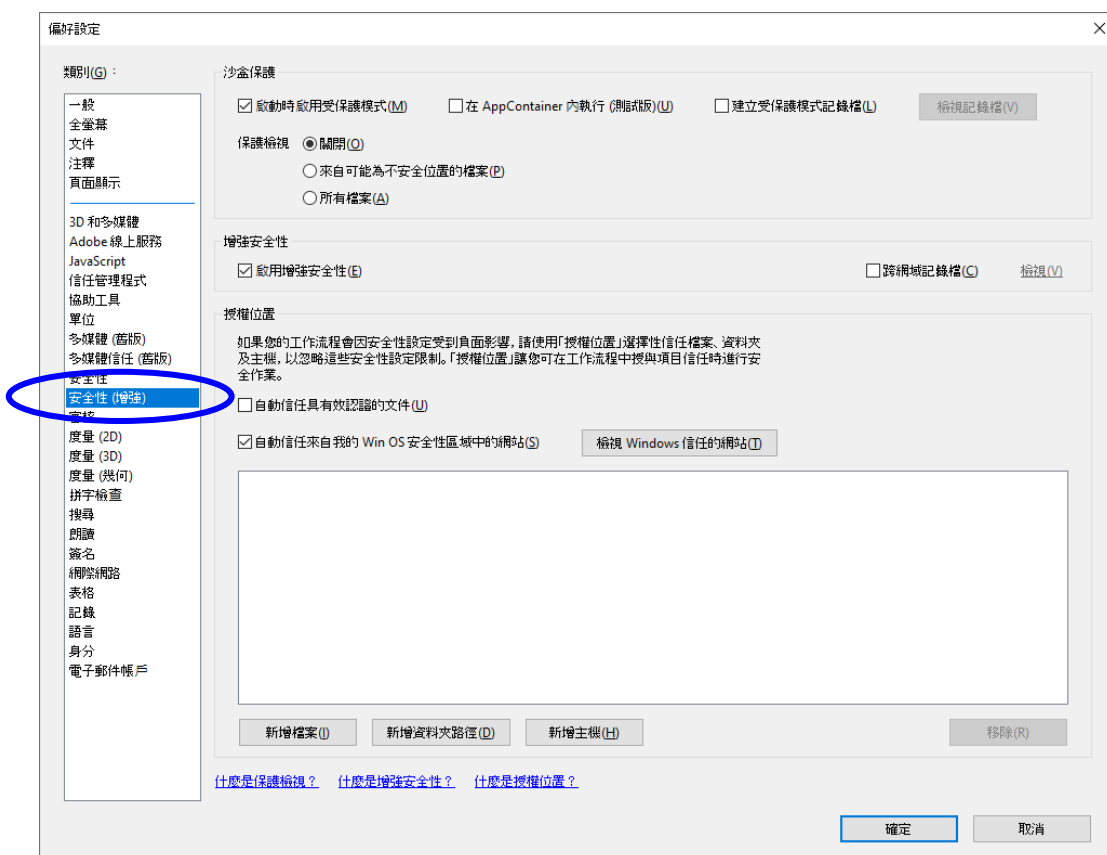 偏好設定
類別(G)：
一般
全螢幕
文件
注釋
頁面顯示
3D 和多媒體
Adobe 線上服務
JavaScript
信任管理程式
協助工具
單位
多媒體 (舊版)
多媒體信任 (舊版)
安全性
安全性 (增強)
審核
度量 (2D)
度量 (3D)
度量 (幾何)
拼字檢查
搜尋
朗讀
簽名
網際網路
表格
記錄
語言
身分
電子郵件帳戶
沙盒保護
啟動時啟用受保護模式(M) 在 AppContainer 內執行 (測試版)(U) 建立受保護模式記錄檔(L) 檢視記錄檔(V)
保護檢視 關閉(O)
來自可能為不安全位置的檔案(P)
所有檔案(A)
增強安全性
啟用增強安全性(E) 跨網域記錄檔(C) 檢視(V)
授權位置
如果您的工作流程會因安全性設定受到負面影響，請使用「授權位置」選擇性信任檔案、資料夾
及主機，以忽略這些安全性設定限制。「授權位置」讓您可在工作流程中授與項目信任時進行安
全作業。
自動信任具有效認證的文件(U)
自動信任來自我的 Win OS 安全性區域中的網站(S) 檢視 Windows 信任的網站(T)
新增檔案(I) 新增資料夾路徑(D) 新增主機(H) 移除(R)
什麼是保護檢視？ 什麼是增強安全性？ 什麼是授權位置？
確定 取消